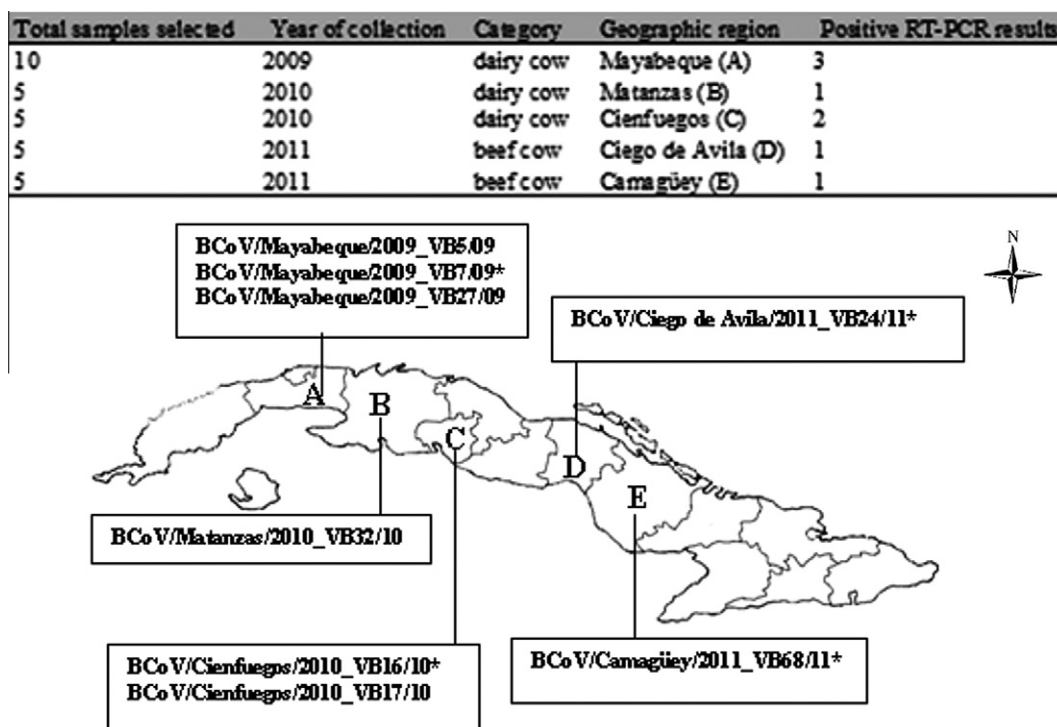 Total samples selected Year of collection Category Geographic region Positive RT-PCR results
10 2009 dairy cow Mayabeque (A) 3
5 2010 dairy cow Matanzas (B) 1
5 2010 dairy cow Cienfuegos (C) 2
5 2011 beef cow Ciego de Avila (D) 1
5 2011 beef cow Camagüey (E) 1
BCoV/Mayabeque/2009_VB5/09
BCoV/Mayabeque/2009_VB7/09*
BCoV/Mayabeque/2009_VB27/09
N
BCoV/Ciego de Avila/2011_VB24/11*
A
B
C
D
E
BCoV/Matanzas/2010_VB32/10
BCoV/Cienfuegos/2010_VB16/10*
BCoV/Cienfuegos/2010_VB17/10
BCoV/Camagüey/2011_VB68/11*